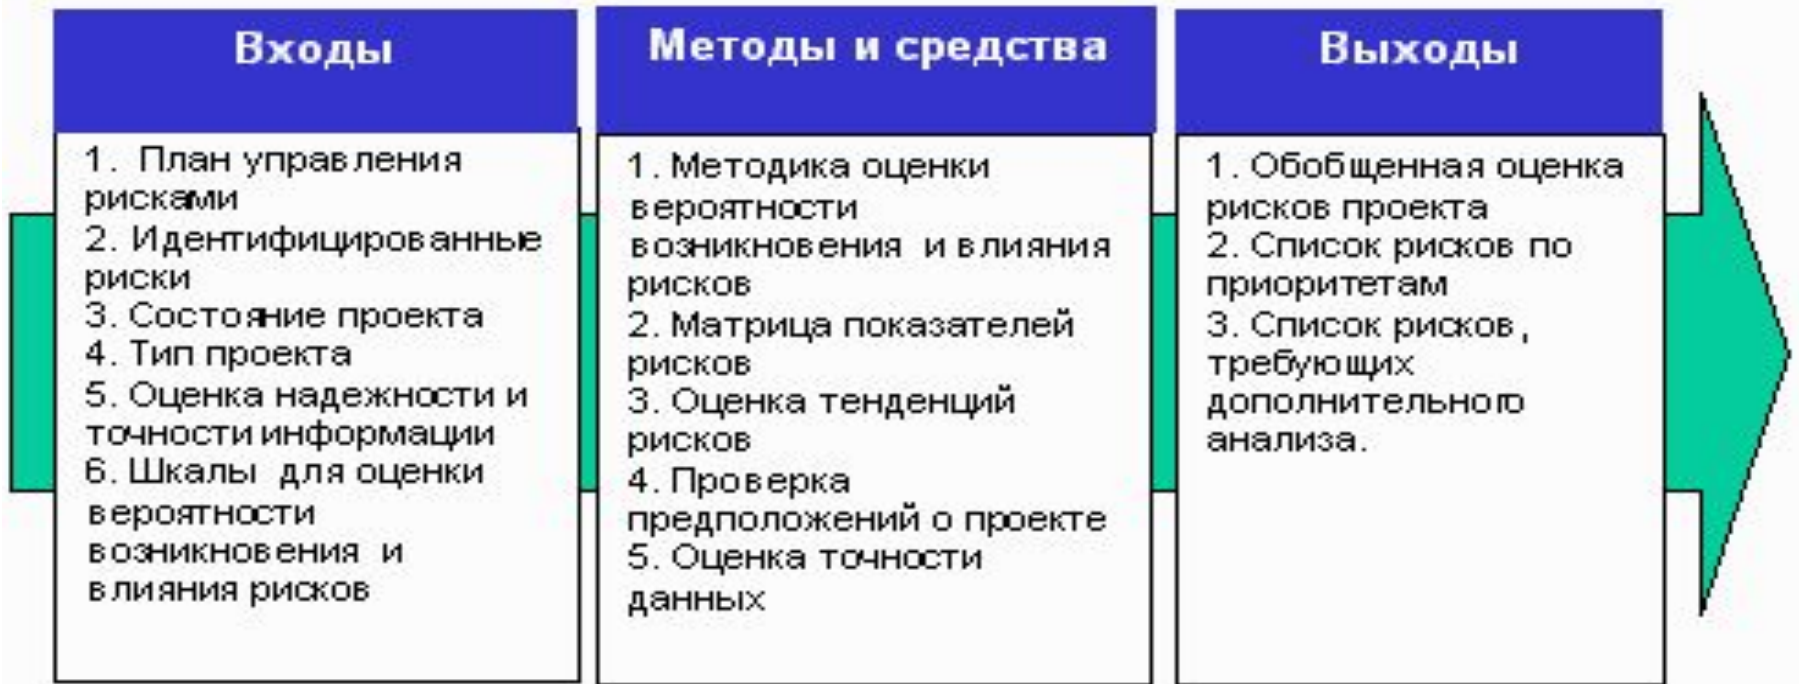 Входы
1. План управления
рисками
2. Идентифицированные
риски
3. Состояние проекта
4. Тип проекта
5. Оценка надежности и
точности информации
6. Шкалы для оценки
вероятности
возникновения и
влияния рисков
Методы и средства
1. Методика оценки
вероятности
возникновения и влияния
рисков
2. Матрица показателей
рисков
3. Оценка тенденций
рисков
4. Проверка
предположений о проекте
5. Оценка точности
данных
Выходы
1. Обобщенная оценка
рисков проекта
2. Список рисков по
приоритетам
3. Список рисков,
требующих
дополнительного
анализа.